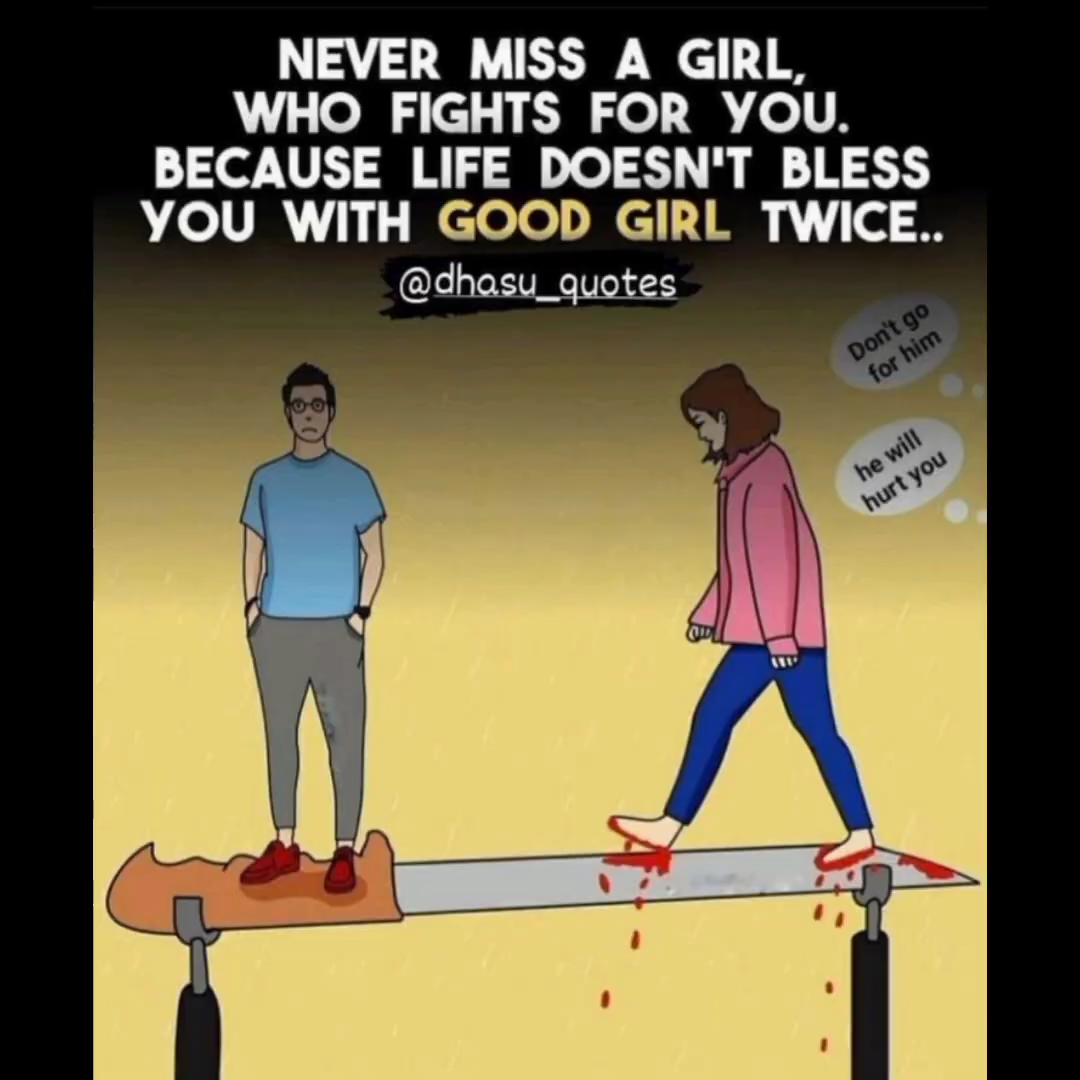 NEVER MISS A GIRL,
WHO FIGHTS FOR YOU.
BECAUSE LIFE DOESN'T BLESS
YOU WITH GOOD GIRL TWICE..
@dhasu_quotes
Don't go
for him
he will
hurt you